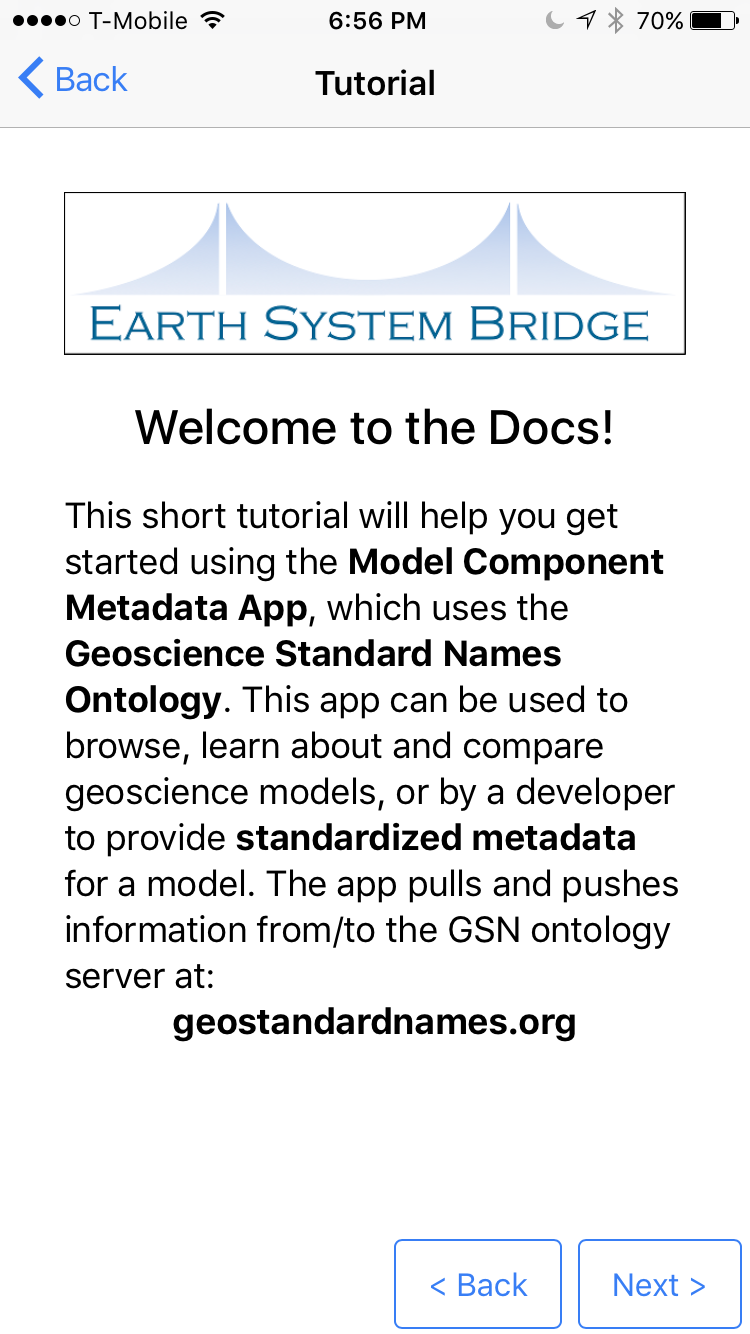 T-Mobile 6:56 PM 70%
Back Tutorial
EARTH SYSTEM BRIDGE
Welcome to the Docs!
This short tutorial will help you get
started using the Model Component
Metadata App, which uses the
Geoscience Standard Names
Ontology. This app can be used to
browse, learn about and compare
geoscience models, or by a developer
to provide standardized metadata
for a model. The app pulls and pushes
information from/to the GSN ontology
server at:
geostandardnames.org
< Back Next >